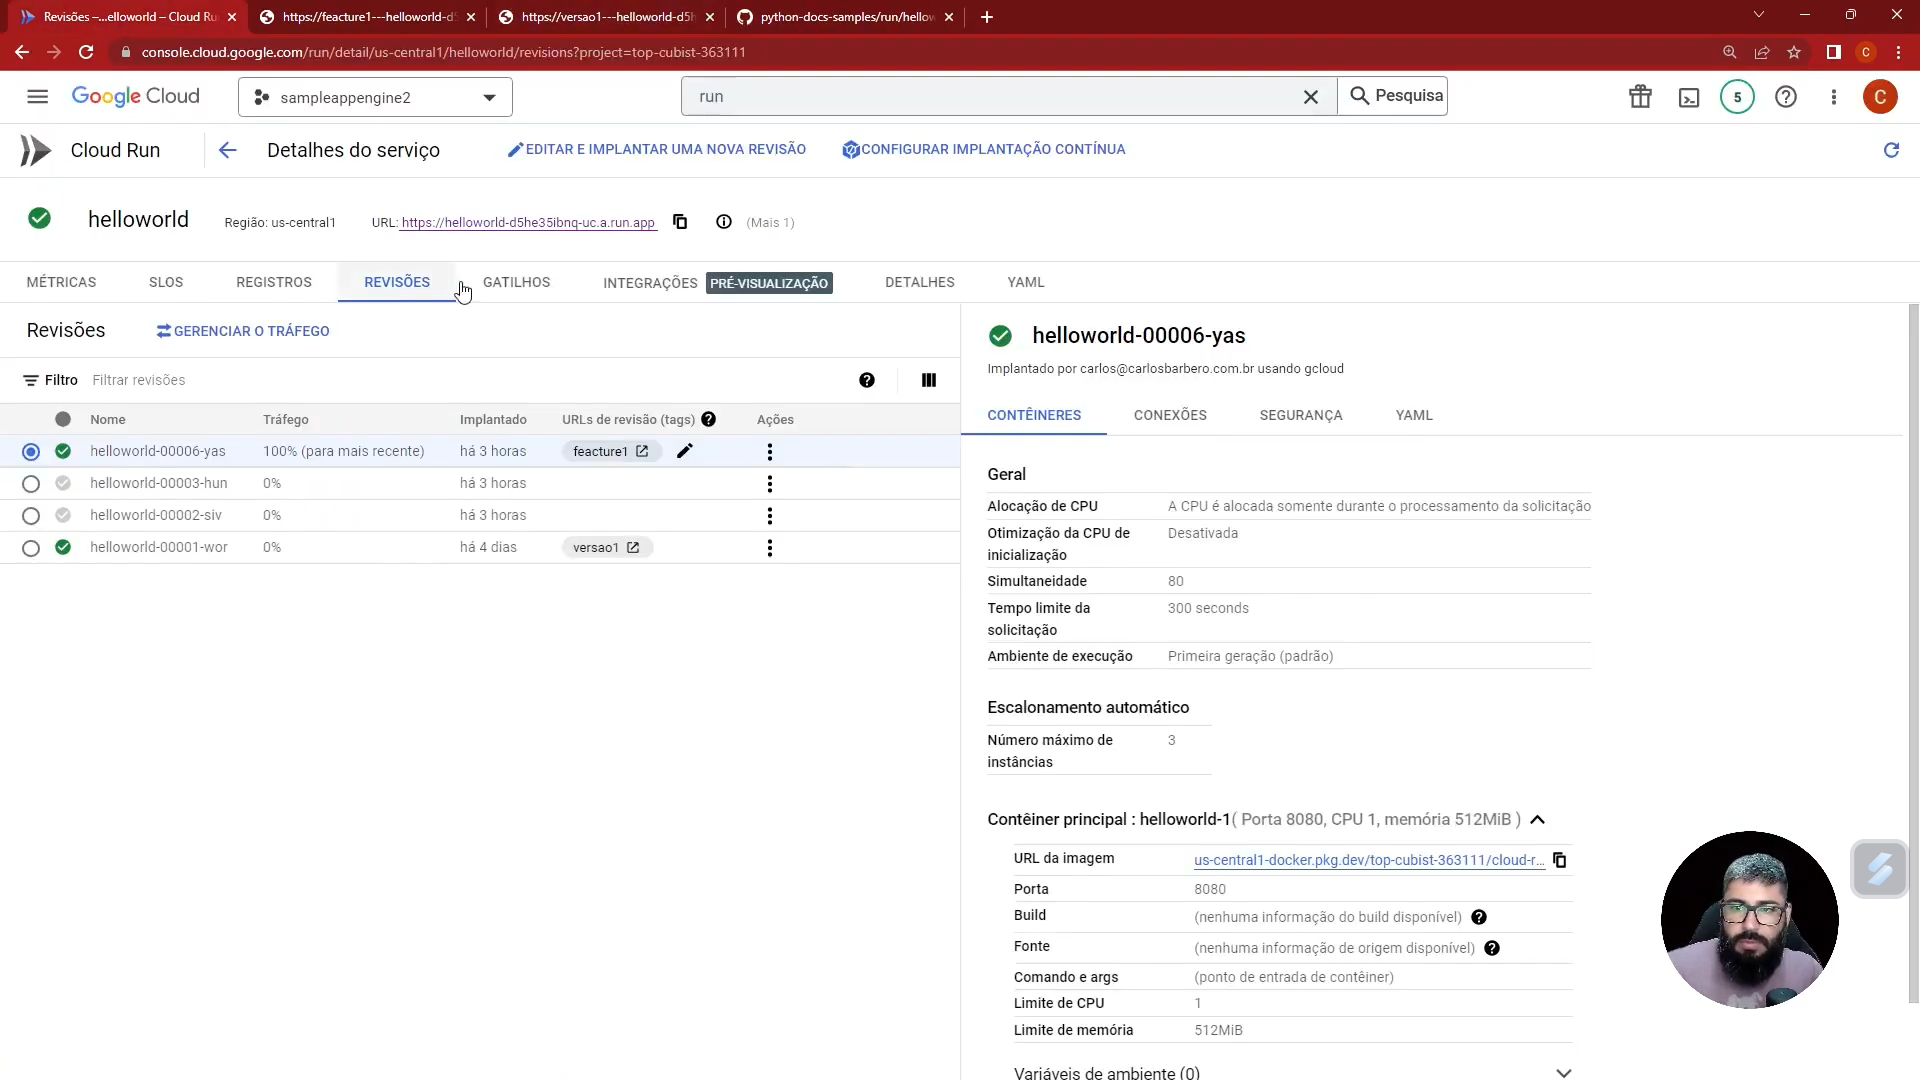 Revisões –...elloworld – Cloud Ru
https://feacture1---helloworld-d5
https://versao1---helloworld-d5h
python-docs-samples/run/hellow
console.cloud.google.com/run/detail/us-central1/helloworld/revisions?project=top-cubist-363111
C
Google Cloud
sampleappengine2
run
Pesquisa
5
C
Cloud Run
Detalhes do serviço
EDITAR E IMPLANTAR UMA NOVA REVISÃO
CONFIGURAR IMPLANTAÇÃO CONTÍNUA
helloworld
Região: us-central1
URL: https://helloworld-d5he35ibnq-uc.a.run.app
(Mais 1)
MÉTRICAS
SLOS
REGISTROS
REVISÕES
GATILHOS
INTEGRAÇÕES PRÉ-VISUALIZAÇÃO
DETALHES
YAML
Revisões
GERENCIAR O TRÁFEGO
Filtro Filtrar revisões
Nome Tráfego Implantado URLs de revisão (tags) Ações
helloworld-00006-yas 100% (para mais recente) há 3 horas feacture1
helloworld-00003-hun 0% há 3 horas
helloworld-00002-siv 0% há 3 horas
helloworld-00001-wor 0% há 4 dias versao1
helloworld-00006-yas
Implantado por carlos@carlosbarbero.com.br usando gcloud
CONTÊINERES
CONEXÕES
SEGURANÇA
YAML
Geral
Alocação de CPU A CPU é alocada somente durante o processamento da solicitação
Otimização da CPU de Desativada
inicialização
Simultaneidade 80
Tempo limite da 300 seconds
solicitação
Ambiente de execução Primeira geração (padrão)
Escalonamento automático
Número máximo de 3
instâncias
Contêiner principal : helloworld-1( Porta 8080, CPU 1, memória 512MiB )
URL da imagem us-central1-docker.pkg.dev/top-cubist-363111/cloud-r...
Porta 8080
Build (nenhuma informação do build disponível)
Fonte (nenhuma informação de origem disponível)
Comando e args (ponto de entrada de contêiner)
Limite de CPU 1
Limite de memória 512MiB
Variáveis de ambiente (0)